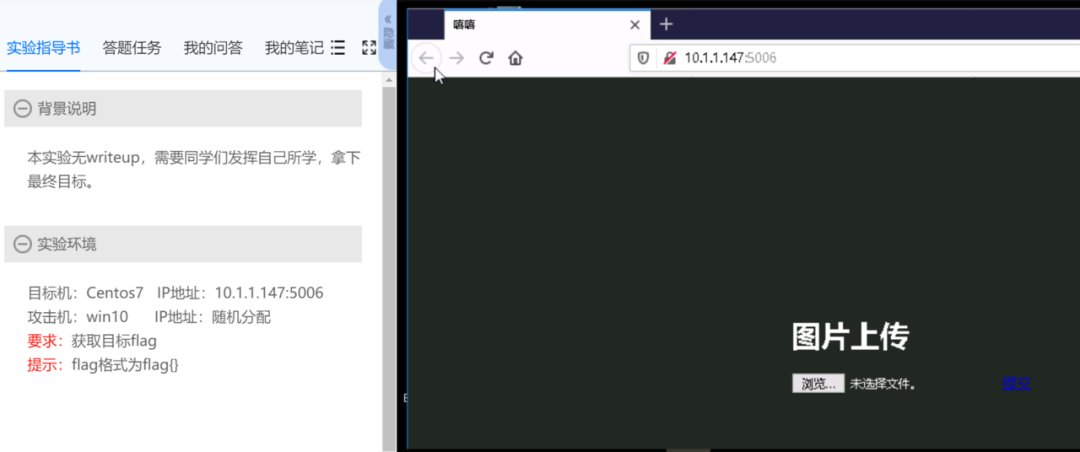 实验指导书 答题任务 我的问答 我的笔记
隐藏
背景说明
本实验无writeup，需要同学们发挥自己所学，拿下
最终目标。
实验环境
目标机：Centos7 IP地址：10.1.1.147:5006
攻击机：win10 IP地址：随机分配
要求：获取目标flag
提示：flag格式为flag{}
嘻嘻
10.1.1.147:5006
图片上传
浏览... 未选择文件。 提交